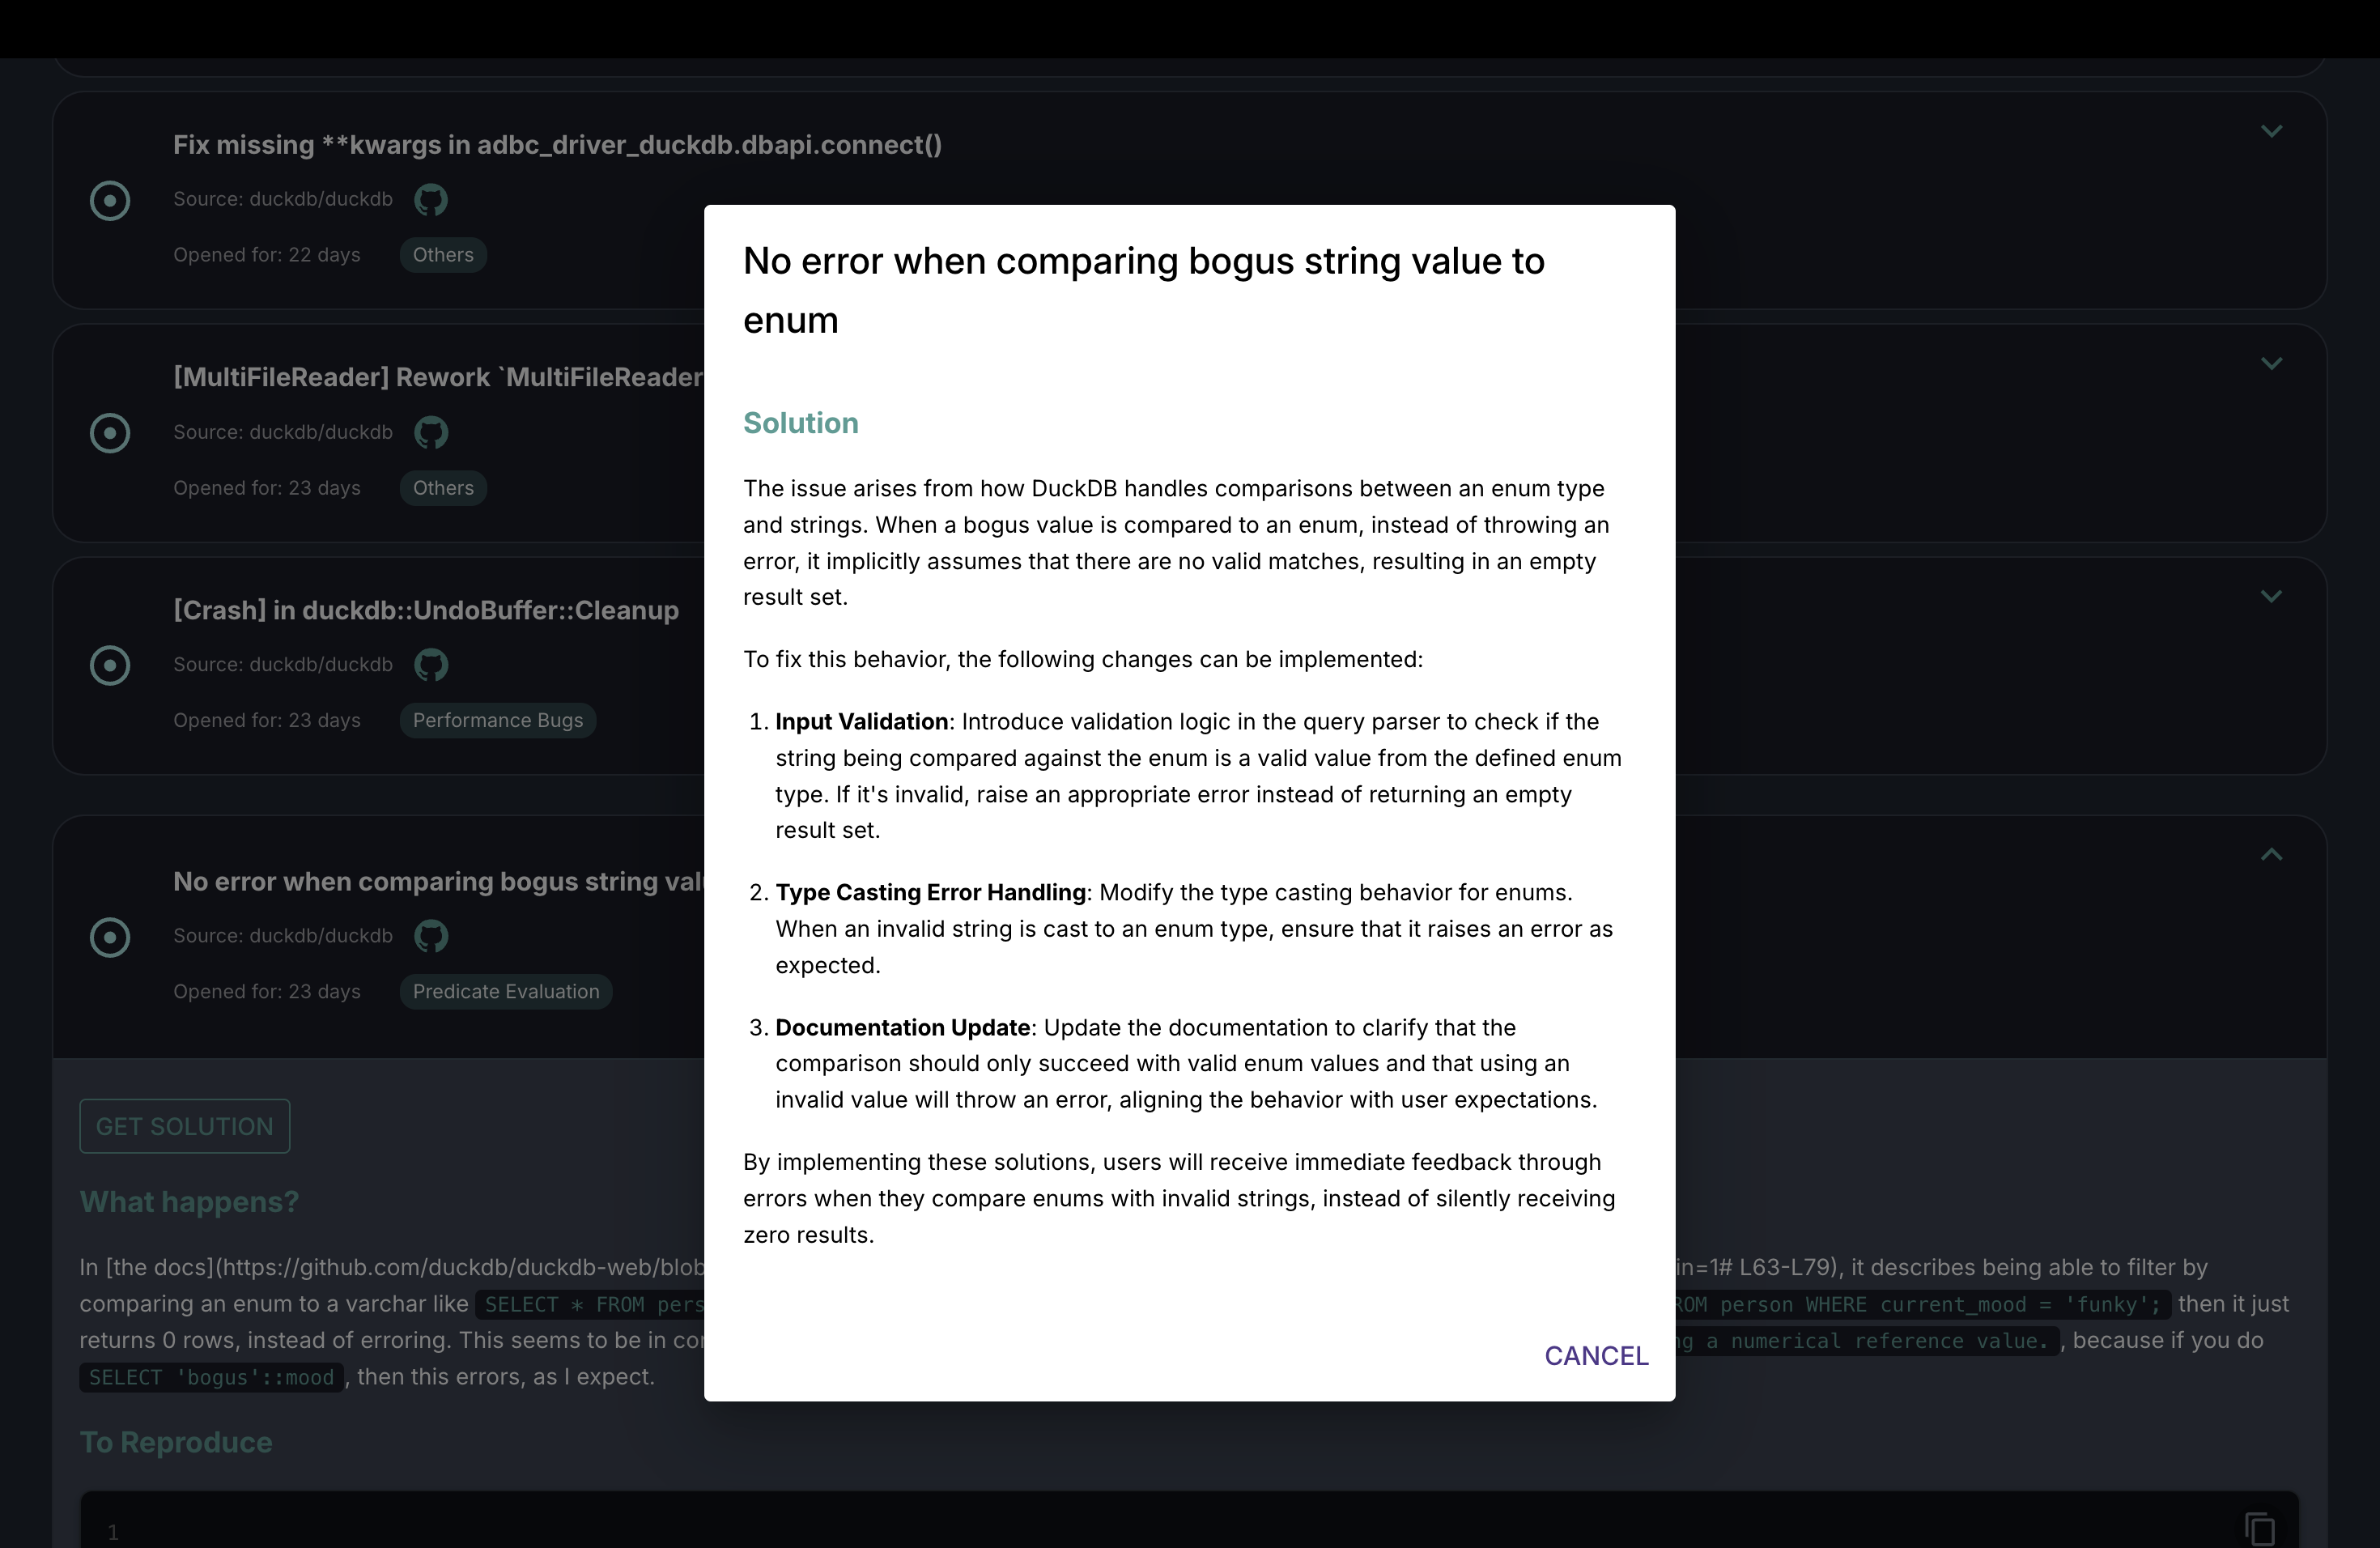 Fix missing **kwargs in adbc_driver_duckdb.dbapi.connect()
Source: duckdb/duckdb
Opened for: 22 days Others
[MultiFileReader] Rework `MultiFileReader
Source: duckdb/duckdb
Opened for: 23 days Others
[Crash] in duckdb::UndoBuffer::Cleanup
Source: duckdb/duckdb
Opened for: 23 days Performance Bugs
No error when comparing bogus string valu
Source: duckdb/duckdb
Opened for: 23 days Predicate Evaluation
GET SOLUTION
What happens?
In [the docs](https://github.com/duckdb/duckdb-web/blob in=1# L63-L79), it describes being able to filter by
comparing an enum to a varchar like SELECT * FROM pers ROM person WHERE current_mood = 'funky'; then it just
returns 0 rows, instead of erroring. This seems to be in con g a numerical reference value. , because if you do
SELECT 'bogus'::mood , then this errors, as I expect.
To Reproduce
1
No error when comparing bogus string value to
enum
Solution
The issue arises from how DuckDB handles comparisons between an enum type
and strings. When a bogus value is compared to an enum, instead of throwing an
error, it implicitly assumes that there are no valid matches, resulting in an empty
result set.
To fix this behavior, the following changes can be implemented:
1. Input Validation: Introduce validation logic in the query parser to check if the
string being compared against the enum is a valid value from the defined enum
type. If it's invalid, raise an appropriate error instead of returning an empty
result set.
2. Type Casting Error Handling: Modify the type casting behavior for enums.
When an invalid string is cast to an enum type, ensure that it raises an error as
expected.
3. Documentation Update: Update the documentation to clarify that the
comparison should only succeed with valid enum values and that using an
invalid value will throw an error, aligning the behavior with user expectations.
By implementing these solutions, users will receive immediate feedback through
errors when they compare enums with invalid strings, instead of silently receiving
zero results.
CANCEL